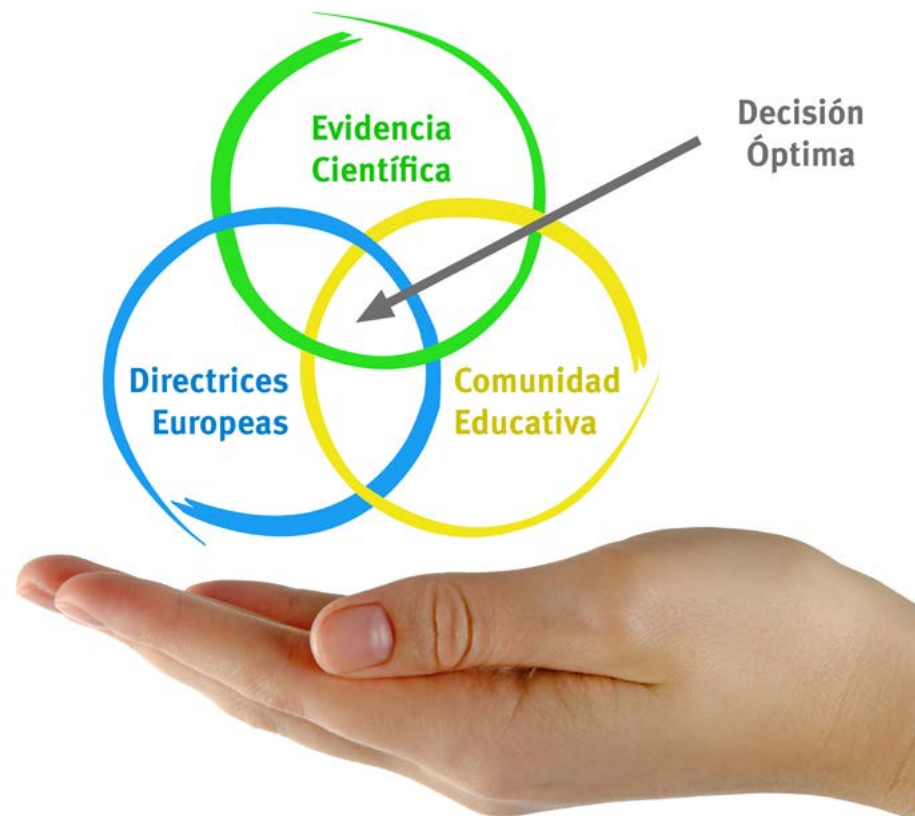 Evidencia
Científica
Decisión
Óptima
Directrices
Europeas
Comunidad
Educativa